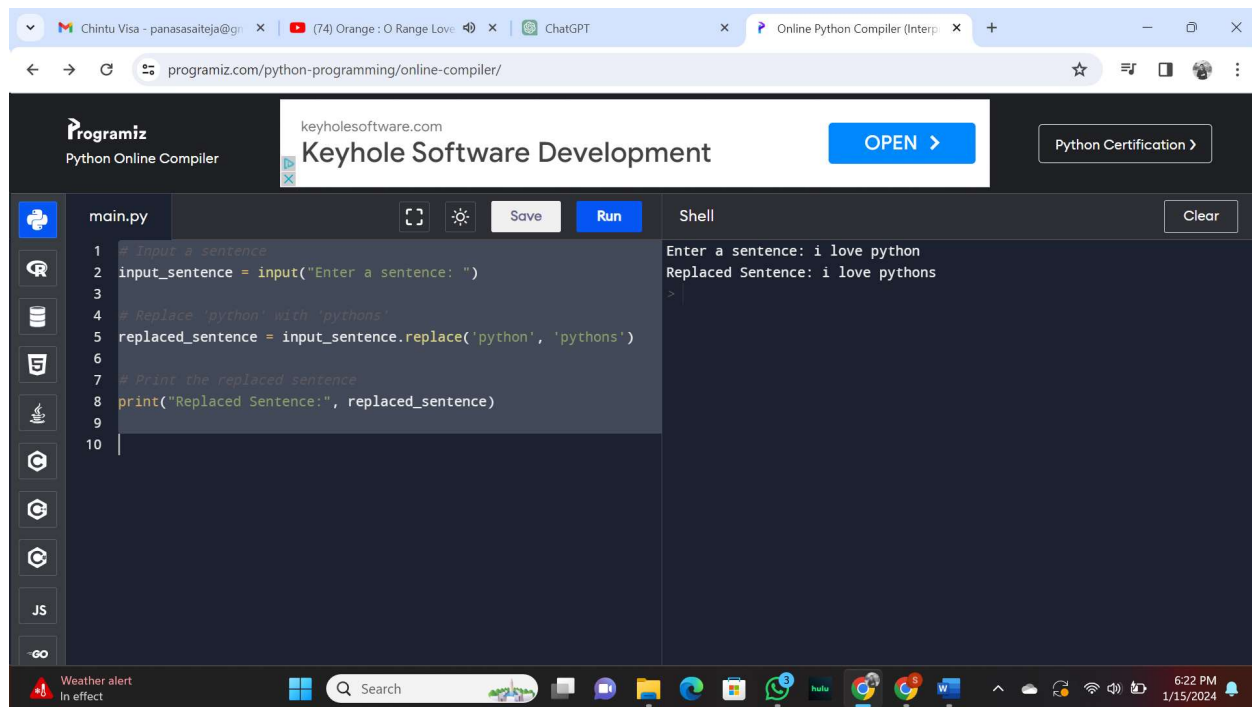 Chintu Visa - panasasaiteja@gm
(74) Orange : O Range Love
ChatGPT
Online Python Compiler (Interp
programiz.com/python-programming/online-compiler/
Programiz
Python Online Compiler
keyholesoftware.com
Keyhole Software Development
OPEN >
Python Certification >
main.py
Save
Run
Shell
Clear
1 # Input a sentence
2 input_sentence = input("Enter a sentence: ")
3
4 # Replace 'python' with 'pythons'
5 replaced_sentence = input_sentence.replace('python', 'pythons')
6
7 # Print the replaced sentence
8 print("Replaced Sentence:", replaced_sentence)
9
10
Enter a sentence: i love python
Replaced Sentence: i love pythons
>
R
5
C
C
C
JS
GO
Weather alert
In effect
Search
3
hulu
S
W
6:22 PM
1/15/2024